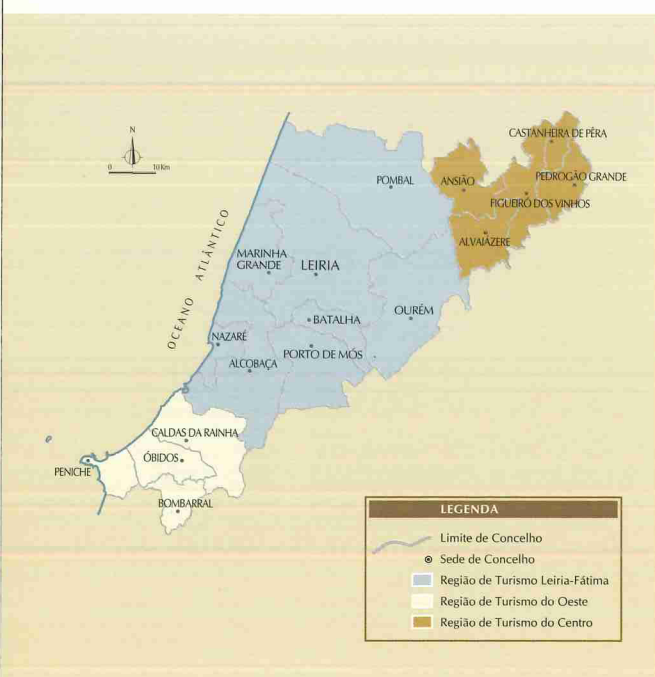 N
0 10 Km
CASTANHEIRA DE PÊRA
POMBAL
ANSIÃO
PEDROGÃO GRANDE
FIGUEIRÓ DOS VINHOS
ALVAIÁZERE
OCEANO ATLÂNTICO
MARINHA
GRANDE
LEIRIA
BATALHA
OURÉM
NAZARÉ
PORTO DE MÓS
ALCOBAÇA
CALDAS DA RAINHA
ÓBIDOS
PENICHE
BOMBARRAL
LEGENDA
Limite de Concelho
Sede de Concelho
Região de Turismo Leiria-Fátima
Região de Turismo do Oeste
Região de Turismo do Centro